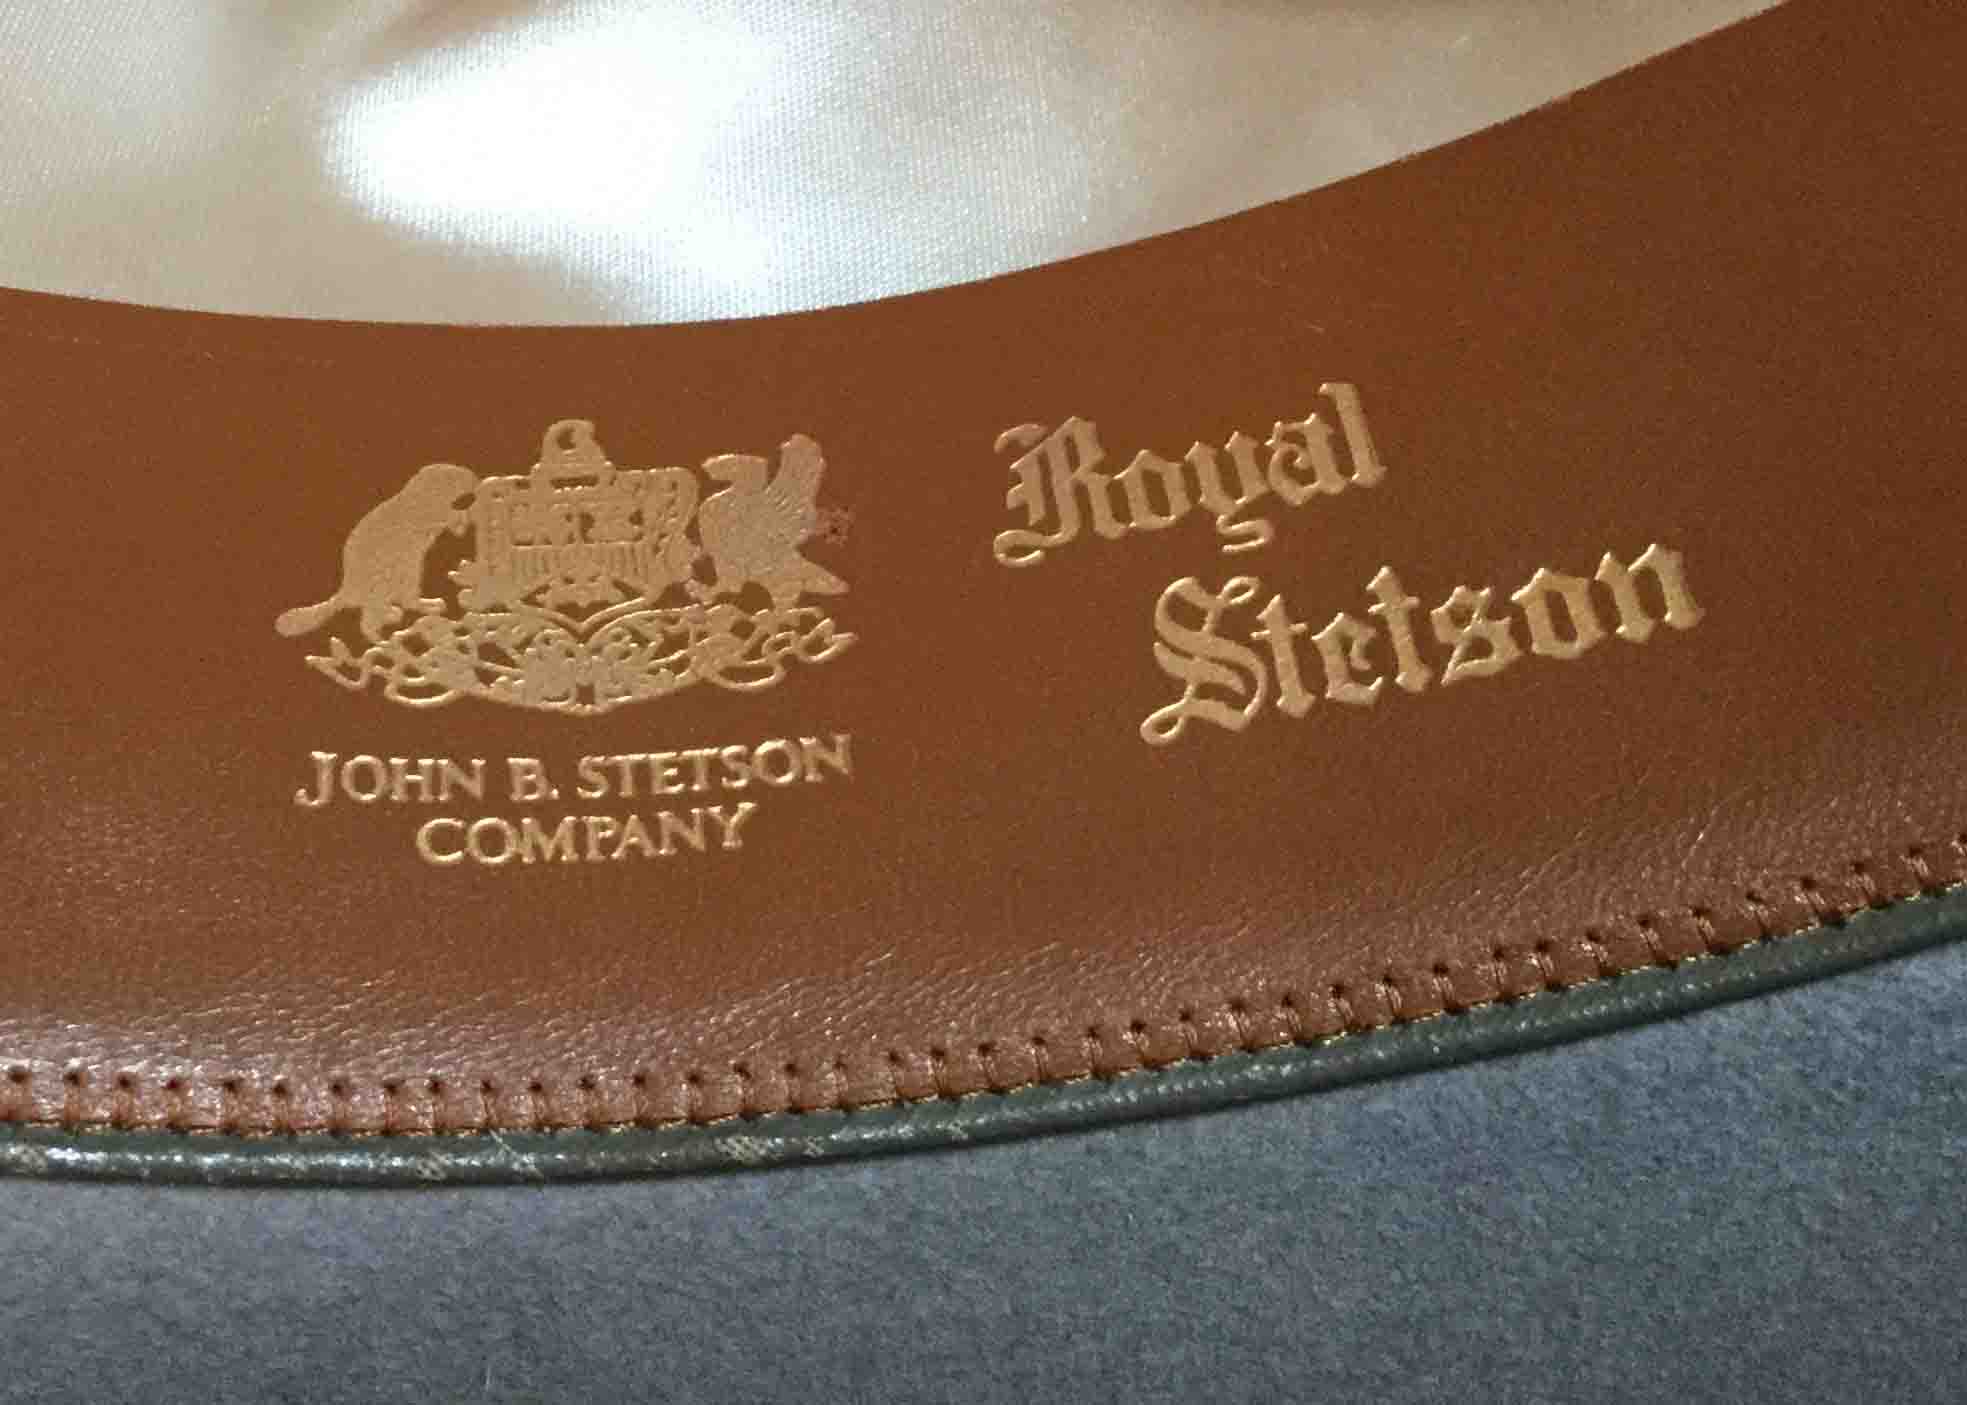 JOHN B. STETSON
COMPANY
Royal
Stetson